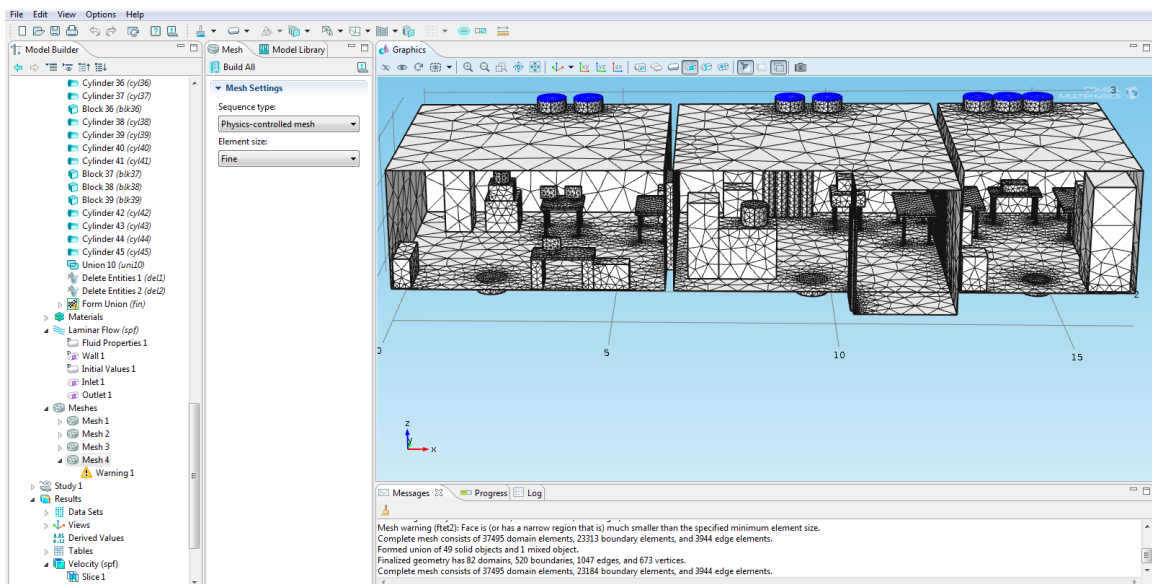 File Edit View Options Help
Model Builder
Cylinder 36 (cyl36)
Cylinder 37 (cyl37)
Block 36 (blk36)
Cylinder 38 (cyl38)
Cylinder 39 (cyl39)
Cylinder 40 (cyl40)
Cylinder 41 (cyl41)
Block 37 (blk37)
Block 38 (blk38)
Block 39 (blk39)
Cylinder 42 (cyl42)
Cylinder 43 (cyl43)
Cylinder 44 (cyl44)
Cylinder 45 (cyl45)
Union 10 (uni10)
Delete Entities 1 (del1)
Delete Entities 2 (del2)
Form Union (fin)
Materials
Laminar Flow (spf)
Fluid Properties 1
Wall 1
Initial Values 1
Inlet 1
Outlet 1
Meshes
Mesh 1
Mesh 2
Mesh 3
Mesh 4
Warning 1
Study 1
Results
Data Sets
Views
Derived Values
Tables
Velocity (spf)
Slice 1
Mesh Model Library
Build All
Mesh Settings
Sequence type:
Physics-controlled mesh
Element size:
Fine
Graphics
xy yz zx
3
2
0
5
10
15
z
y
x
Messages Progress Log
Mesh warning (ftet2): Face is (or has a narrow region that is) much smaller than the specified minimum element size.
Complete mesh consists of 37495 domain elements, 23313 boundary elements, and 3944 edge elements.
Formed union of 49 solid objects and 1 mixed object.
Finalized geometry has 82 domains, 520 boundaries, 1047 edges, and 673 vertices.
Complete mesh consists of 37495 domain elements, 23184 boundary elements, and 3944 edge elements.